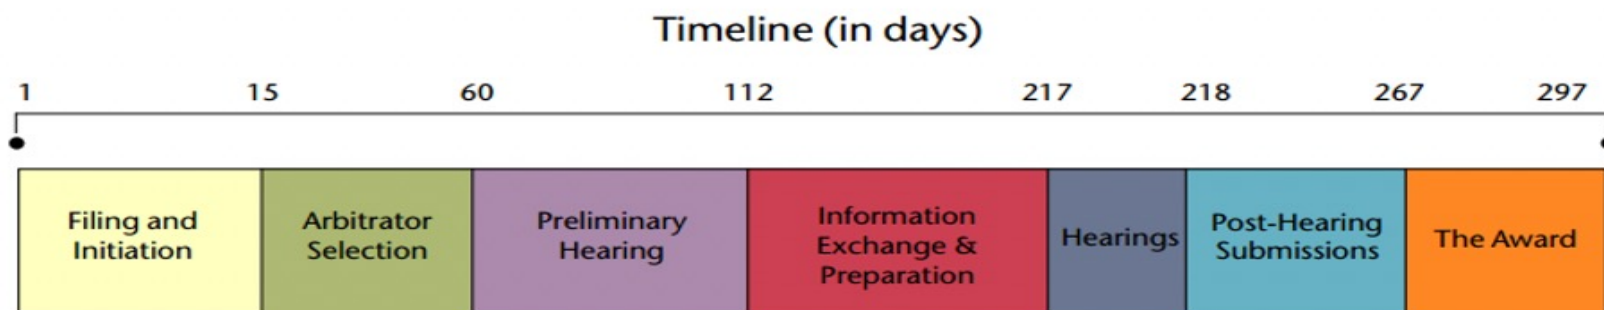 Timeline (in days)
1 15 60 112 217 218 267 297
Filing and
Initiation
Arbitrator
Selection
Preliminary
Hearing
Information
Exchange &
Preparation
Hearings
Post-Hearing
Submissions
The Award